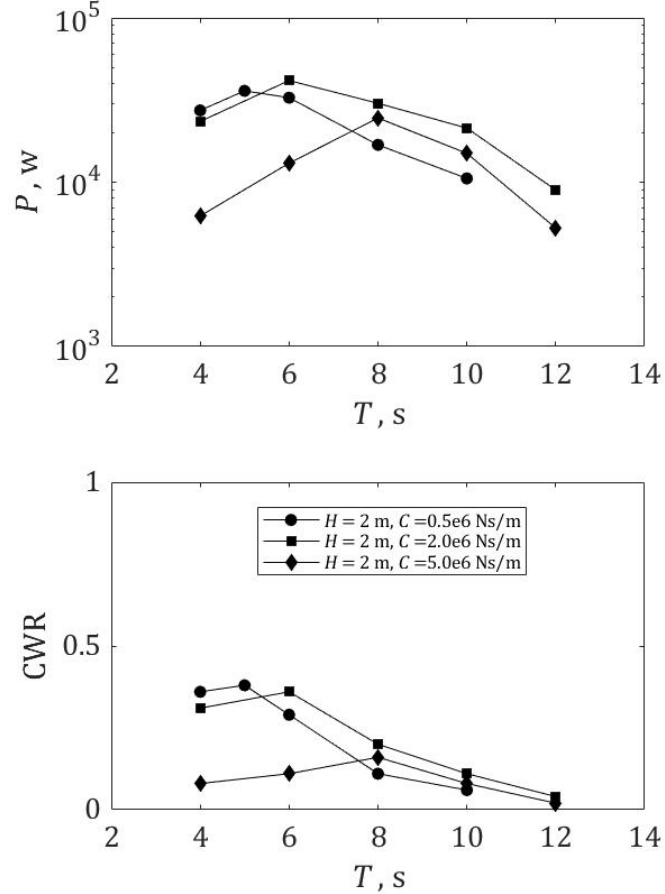 10^5
10^4
10^3
P, w
2 4 6 8 10 12 14
T, s
1
0.5
0
CWR
H = 2 m, C =0.5e6 Ns/m
H = 2 m, C =2.0e6 Ns/m
H = 2 m, C =5.0e6 Ns/m
2 4 6 8 10 12 14
T, s